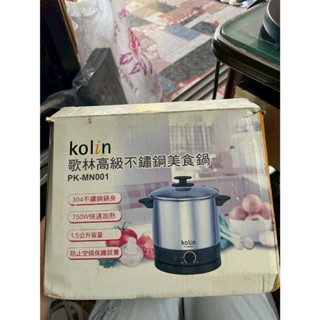 kolin
歌林高級不鏽鋼美食鍋
PK-MN001
304不鏽鋼鍋身
750W快速加熱
1.5公升容量
防止空燒保護裝置
kolin